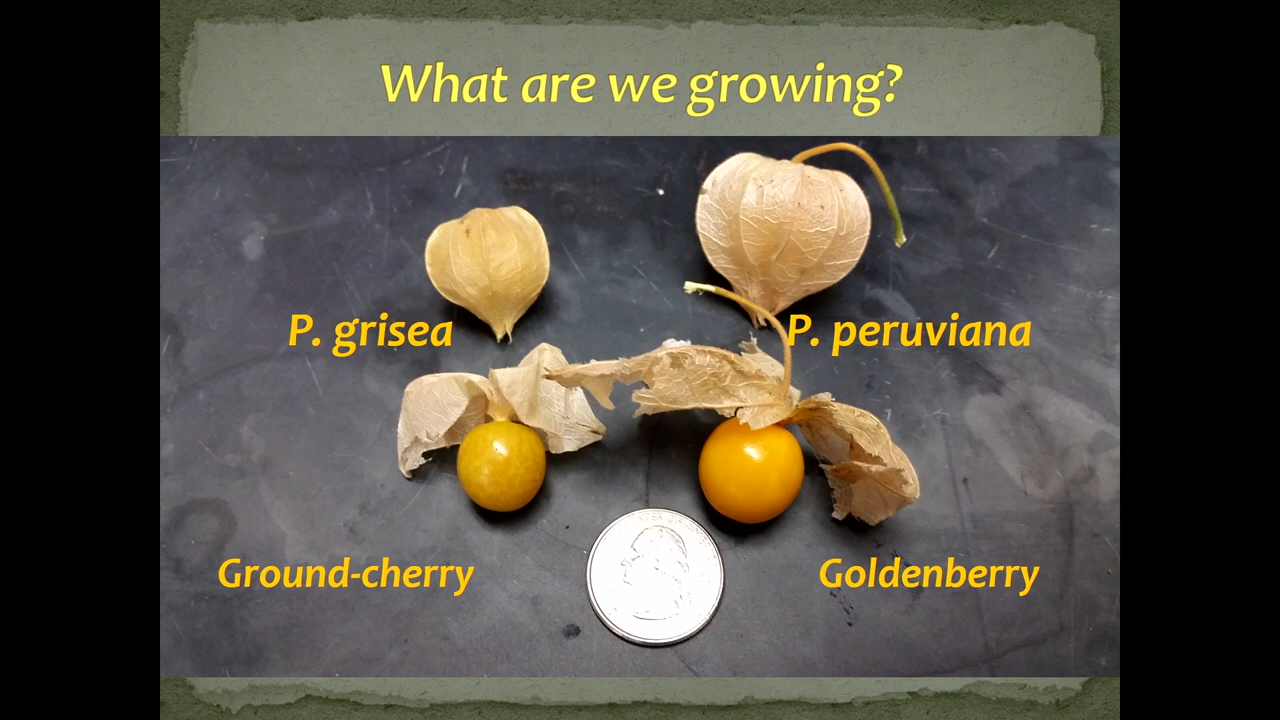 What are we growing?
P. grisea
P. peruviana
Ground-cherry
Goldenberry